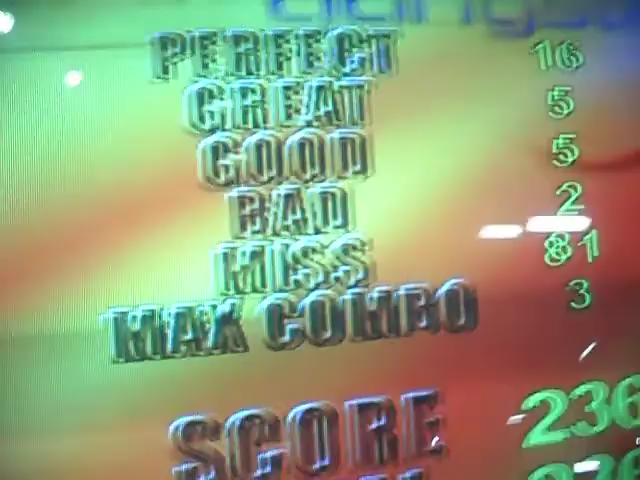 PERFECT 16
GREAT 5
GOOD 5
BAD 2
MISS 81
MAX COMBO 3
SCORE 236